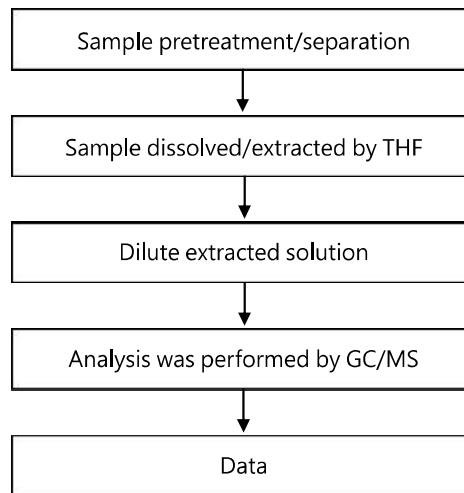 Sample pretreatment/separation
Sample dissolved/extracted by THF
Dilute extracted solution
Analysis was performed by GC/MS
Data